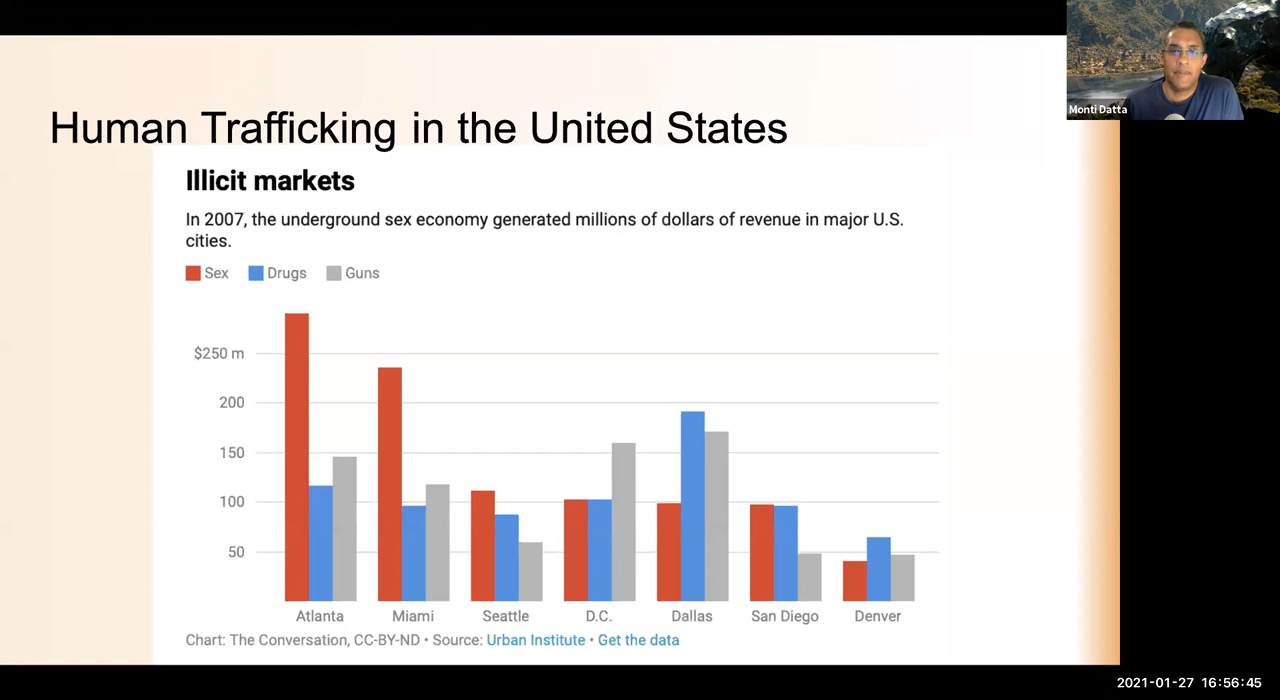 Monti Datta
Human Trafficking in the United States
Illicit markets
In 2007, the underground sex economy generated millions of dollars of revenue in major U.S.
cities.
Sex Drugs Guns
$250 m
200
150
100
50
Atlanta Miami Seattle D.C. Dallas San Diego Denver
Chart: The Conversation, CC-BY-ND • Source: Urban Institute • Get the data
2021-01-27 16:56:45